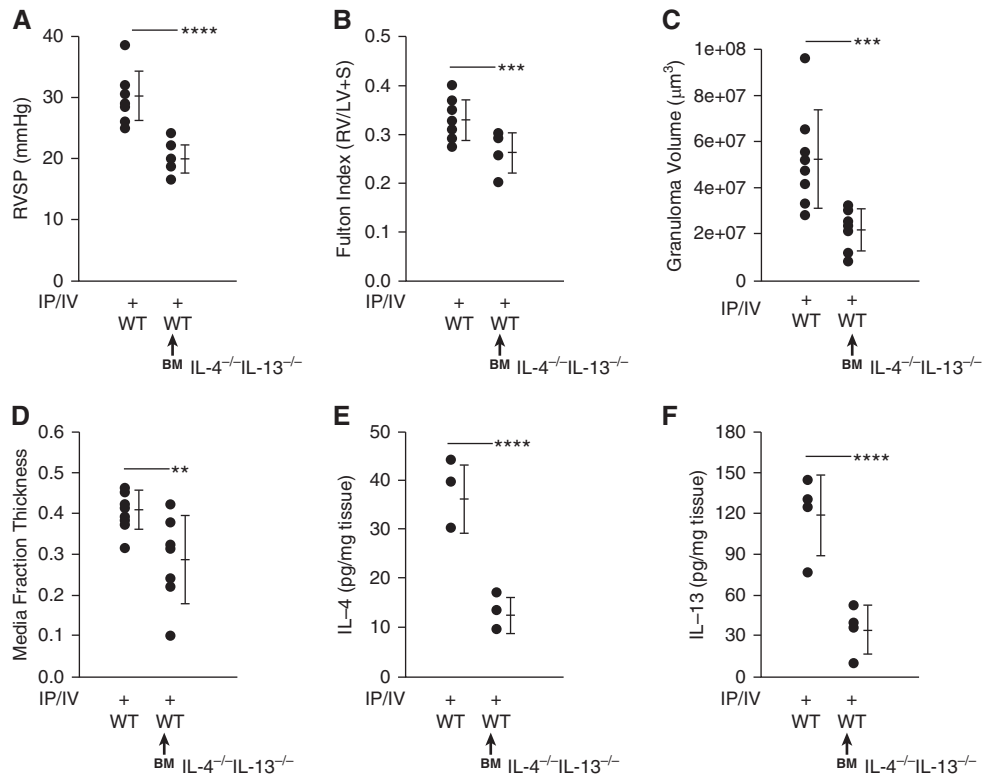 A
RVSP (mmHg)
40
30
20
10
0
****
IP/IV + +
WT WT
BM IL-4⁻/⁻IL-13⁻/⁻
B
Fulton Index (RV/LV+S)
0.5
0.4
0.3
0.2
0.1
0.0
***
+ +
WT WT
BM IL-4⁻/⁻IL-13⁻/⁻
C
Granuloma Volume (μm³)
1e+08
8e+07
6e+07
4e+07
2e+07
0
***
IP/IV + +
WT WT
BM IL-4⁻/⁻IL-13⁻/⁻
D
Media Fraction Thickness
0.6
0.5
0.4
0.3
0.2
0.1
0.0
**
IP/IV + +
WT WT
BM IL-4⁻/⁻IL-13⁻/⁻
E
IL–4 (pg/mg tissue)
50
40
30
20
10
0
****
IP/IV + +
WT WT
BM IL-4⁻/⁻IL-13⁻/⁻
F
IL–13 (pg/mg tissue)
180
150
120
90
60
30
0
****
IP/IV + +
WT WT
BM IL-4⁻/⁻IL-13⁻/⁻